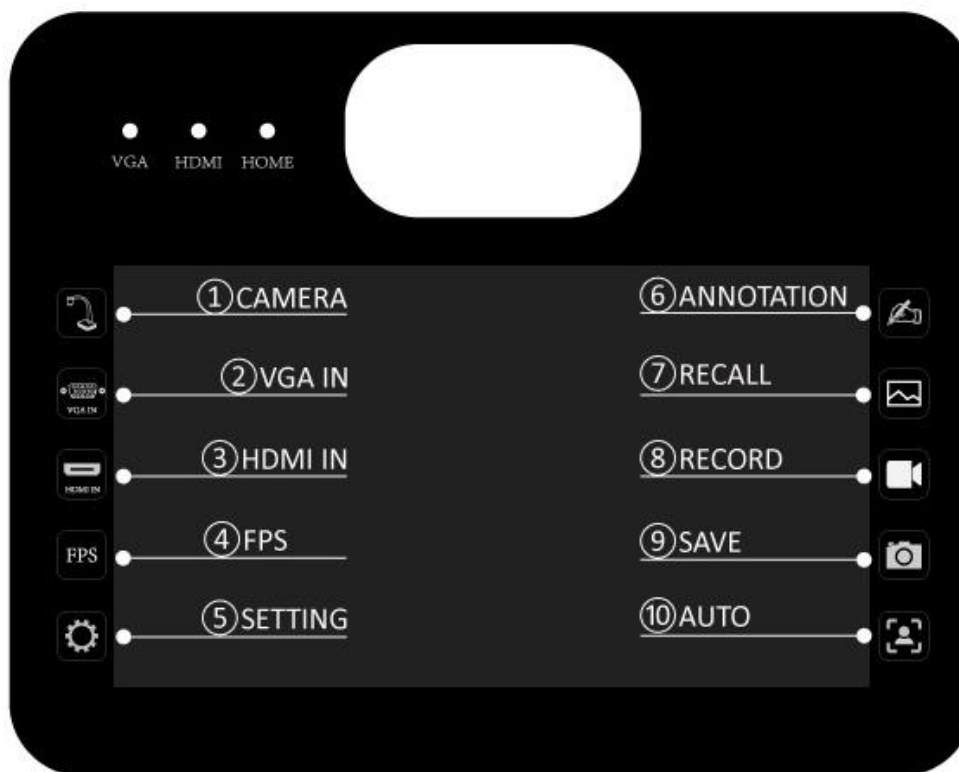 VGA HDMI HOME
①CAMERA
②VGA IN
VGA IN
③HDMI IN
HDMI IN
④FPS
FPS
⑤SETTING
⑥ANNOTATION
⑦RECALL
⑧RECORD
⑨SAVE
⑩AUTO